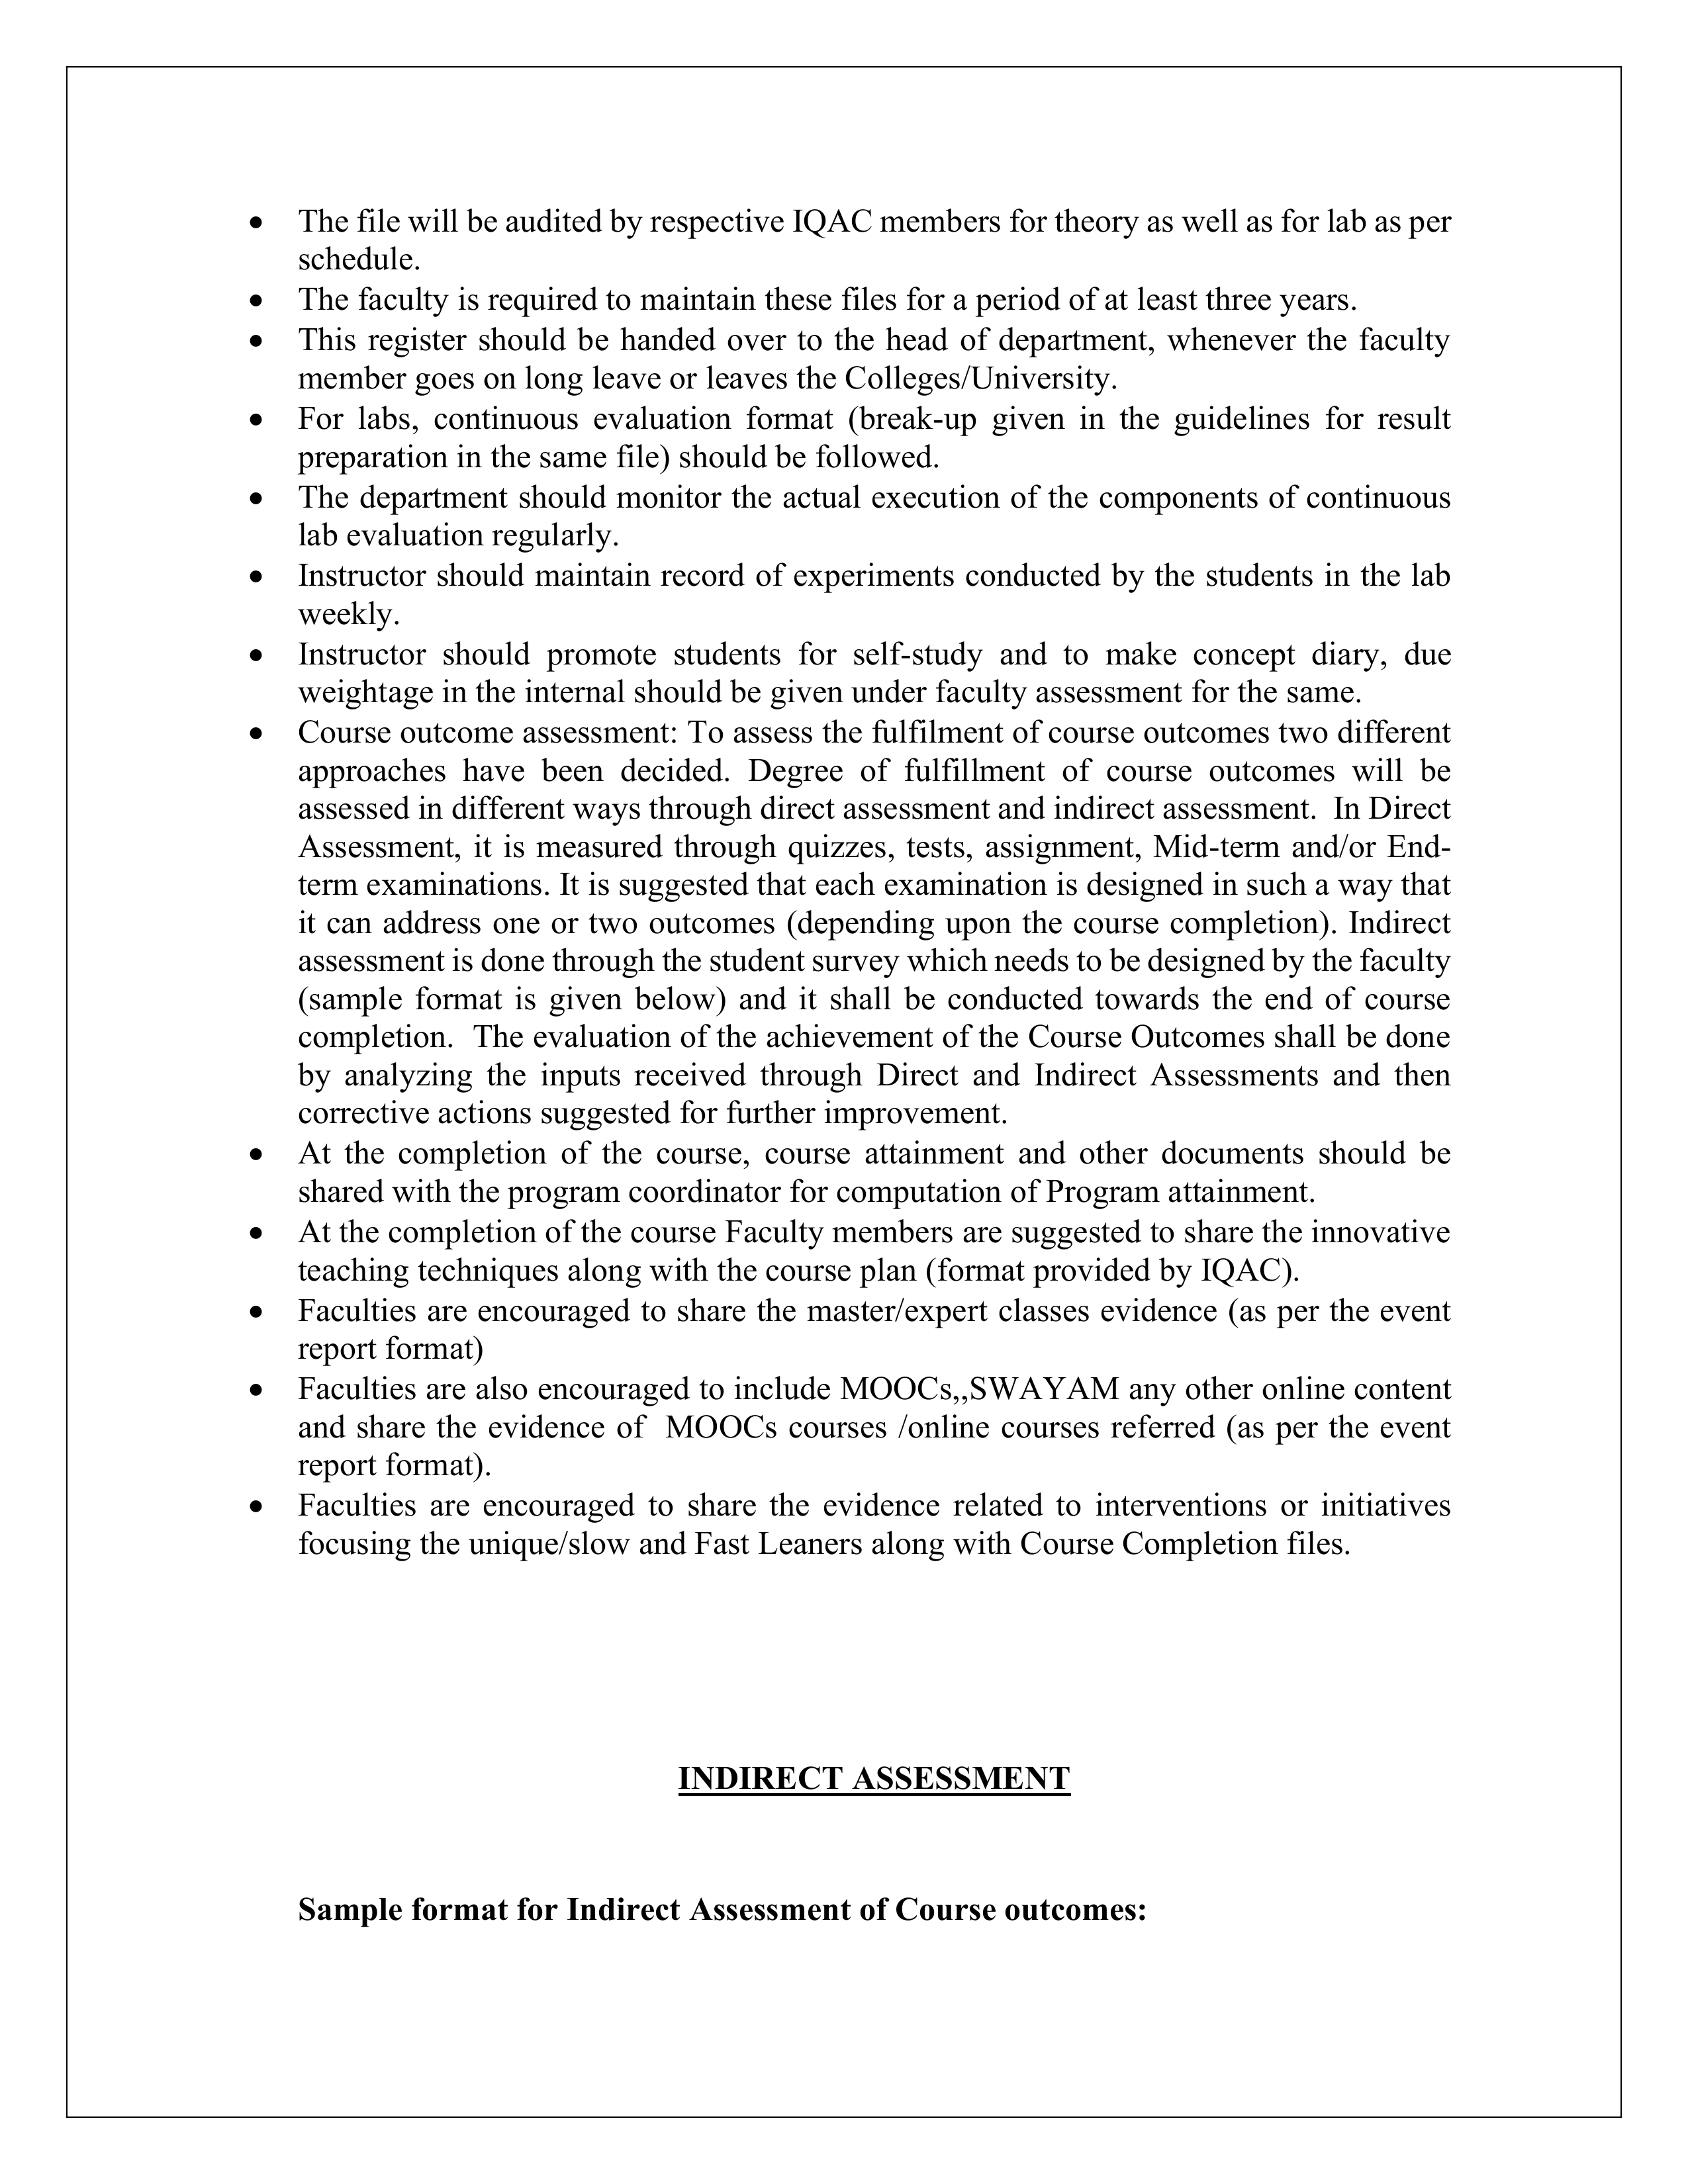 • The file will be audited by respective IQAC members for theory as well as for lab as per
schedule.
• The faculty is required to maintain these files for a period of at least three years.
• This register should be handed over to the head of department, whenever the faculty
member goes on long leave or leaves the Colleges/University.
• For labs, continuous evaluation format (break-up given in the guidelines for result
preparation in the same file) should be followed.
• The department should monitor the actual execution of the components of continuous
lab evaluation regularly.
• Instructor should maintain record of experiments conducted by the students in the lab
weekly.
• Instructor should promote students for self-study and to make concept diary, due
weightage in the internal should be given under faculty assessment for the same.
• Course outcome assessment: To assess the fulfilment of course outcomes two different
approaches have been decided. Degree of fulfillment of course outcomes will be
assessed in different ways through direct assessment and indirect assessment.  In Direct
Assessment, it is measured through quizzes, tests, assignment, Mid-term and/or End-
term examinations. It is suggested that each examination is designed in such a way that
it can address one or two outcomes (depending upon the course completion). Indirect
assessment is done through the student survey which needs to be designed by the faculty
(sample format is given below) and it shall be conducted towards the end of course
completion.  The evaluation of the achievement of the Course Outcomes shall be done
by analyzing the inputs received through Direct and Indirect Assessments and then
corrective actions suggested for further improvement.
• At the completion of the course, course attainment and other documents should be
shared with the program coordinator for computation of Program attainment.
• At the completion of the course Faculty members are suggested to share the innovative
teaching techniques along with the course plan (format provided by IQAC).
• Faculties are encouraged to share the master/expert classes evidence (as per the event
report format)
• Faculties are also encouraged to include MOOCs,,SWAYAM any other online content
and share the evidence of  MOOCs courses /online courses referred (as per the event
report format).
• Faculties are encouraged to share the evidence related to interventions or initiatives
focusing the unique/slow and Fast Leaners along with Course Completion files.
INDIRECT ASSESSMENT
Sample format for Indirect Assessment of Course outcomes: